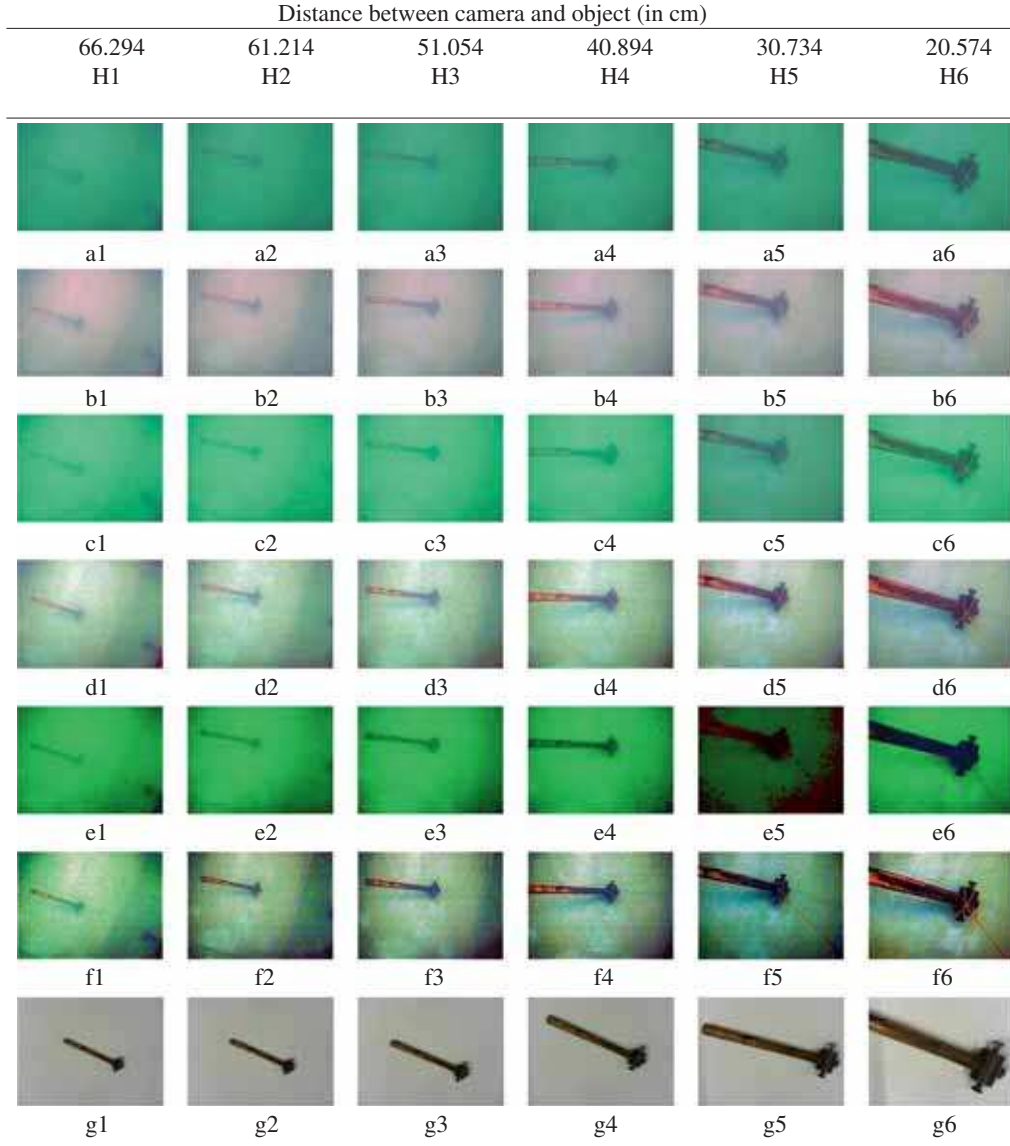 Distance between camera and object (in cm)
66.294 61.214 51.054 40.894 30.734 20.574
H1 H2 H3 H4 H5 H6
a1 a2 a3 a4 a5 a6
b1 b2 b3 b4 b5 b6
c1 c2 c3 c4 c5 c6
d1 d2 d3 d4 d5 d6
e1 e2 e3 e4 e5 e6
f1 f2 f3 f4 f5 f6
g1 g2 g3 g4 g5 g6